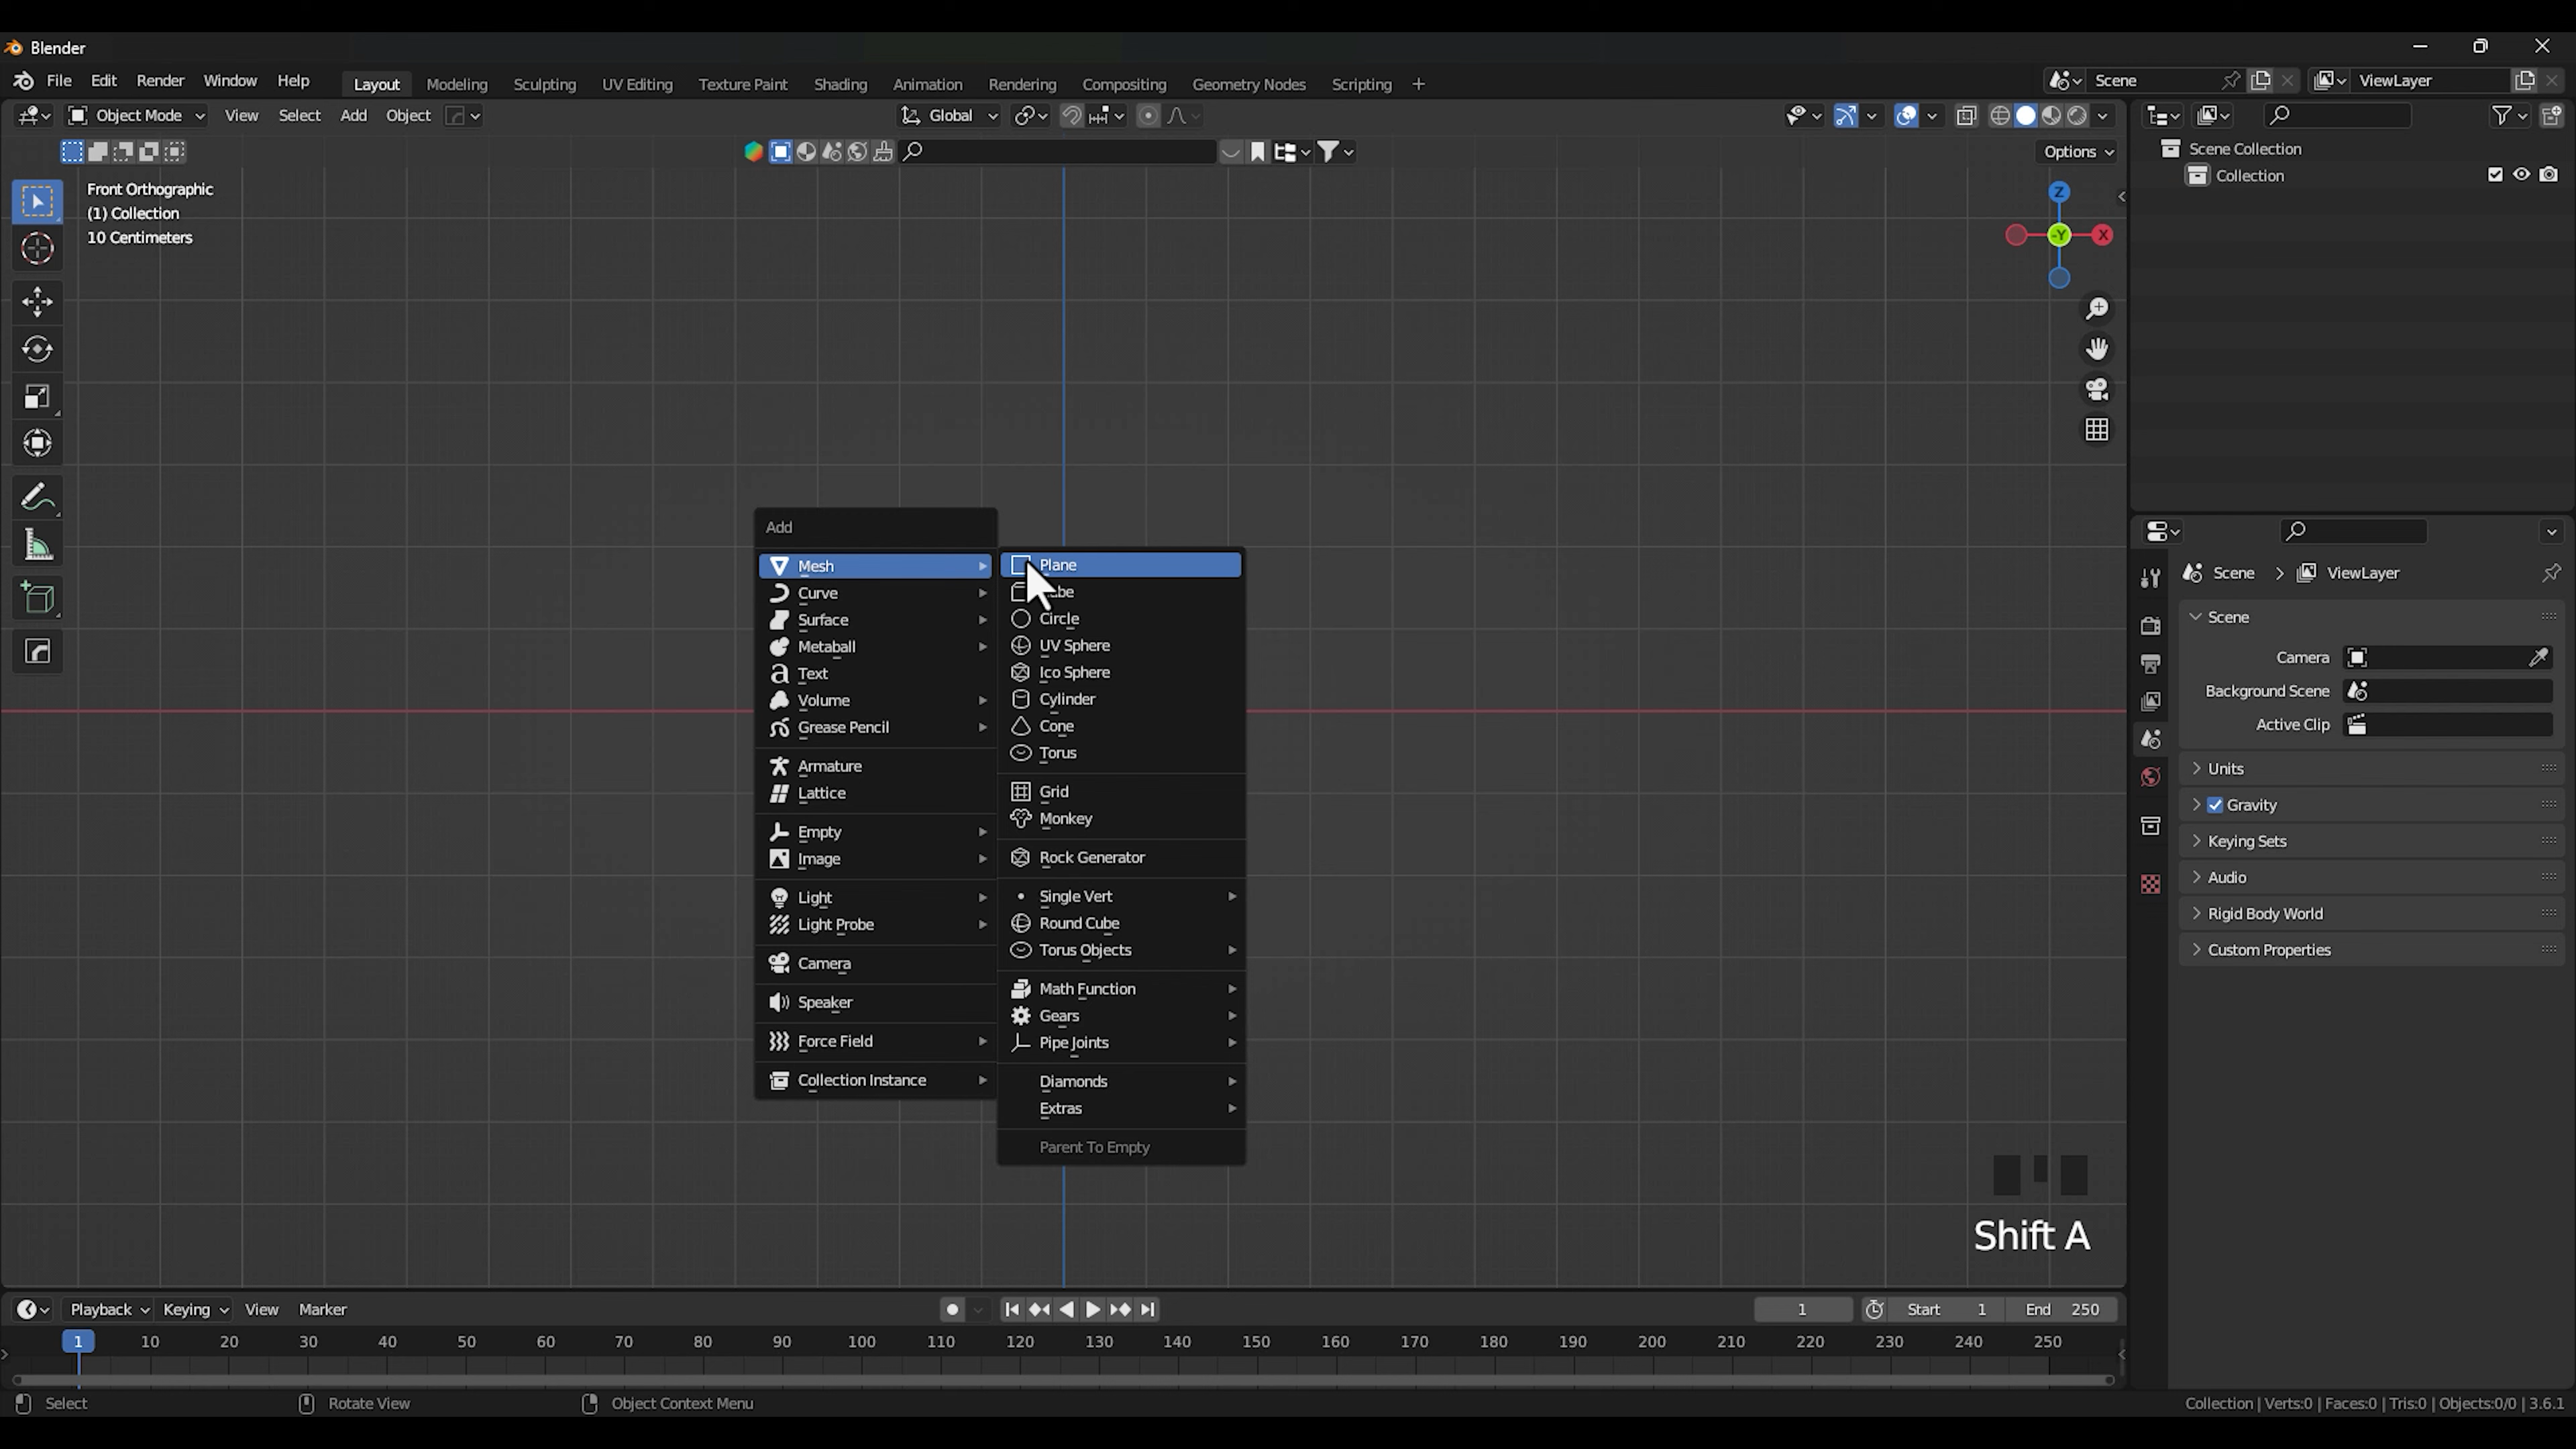 Blender
File Edit Render Window Help Layout Modeling Sculpting UV Editing Texture Paint Shading Animation Rendering Compositing Geometry Nodes Scripting + Scene ViewLayer
Object Mode View Select Add Object Global
Options
Front Orthographic
(1) Collection
10 Centimeters
Z
-Y X
Scene Collection
Collection
Add
Mesh
Curve
Surface
Metaball
Text
Volume
Grease Pencil
Armature
Lattice
Empty
Image
Light
Light Probe
Camera
Speaker
Force Field
Collection Instance
Plane
Circle
UV Sphere
Ico Sphere
Cylinder
Cone
Torus
Grid
Monkey
Rock Generator
Single Vert
Round Cube
Torus Objects
Math Function
Gears
Pipe Joints
Diamonds
Extras
Parent To Empty
Scene > ViewLayer
Scene
Camera
Background Scene
Active Clip
Units
Gravity
Keying Sets
Audio
Rigid Body World
Custom Properties
Shift A
Playback Keying View Marker 1 Start 1 End 250
1 10 20 30 40 50 60 70 80 90 100 110 120 130 140 150 160 170 180 190 200 210 220 230 240 250
Select Rotate View Object Context Menu Collection | Verts:0 | Faces:0 | Tris:0 | Objects:0/0 | 3.6.1